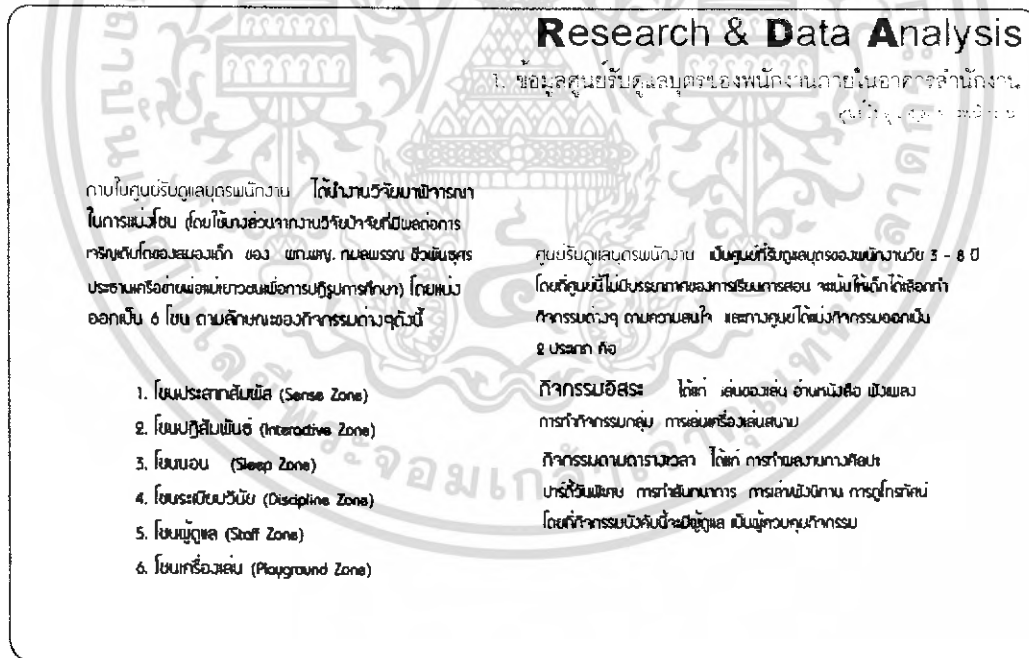 Research & Data Analysis
1. ข้อมูลศูนย์รับดูแลบุตรของพนักงานภายในอาคารสำนักงาน
ภายในศูนย์รับดูแลบุตรพนักงาน ได้นำงานวิจัยมาพิจารณา
ในการแบ่งโซน (โดยใช้บางส่วนจากงานวิจัยปัจจัยที่มีผลต่อการ
เจริญเติบโตของสมองเด็ก ของ พญ. กมลพรรณ ชีวพันธุศรี
ประธานเครือข่ายพ่อแม่เยาวชนเพื่อการปฏิรูปการศึกษา) โดยแบ่ง
ออกเป็น 6 โซน ตามลักษณะของกิจกรรมต่างๆดังนี้
1. โซนประสาทสัมผัส (Sense Zone)
2. โซนปฎิสัมพันธ์ (Interactive Zone)
3. โซนนอน (Sleep Zone)
4. โซนระเบียบวินัย (Discipline Zone)
5. โซนผู้ดูแล (Staff Zone)
6. โซนเครื่องเล่น (Playground Zone)
ศูนย์รับดูแลบุตรพนักงาน เป็นศูนย์ที่รับดูแลบุตรของพนักงานวัย 3 - 8 ปี
โดยที่ศูนย์นี้ไม่มีบรรยากาศของการเรียนการสอน จะเน้นให้เด็กได้เลือกทำ
กิจกรรมต่างๆ ตามความสนใจ และทางศูนย์ได้แบ่งกิจกรรมออกเป็น
2 ประเภท คือ
กิจกรรมอิสระ ได้แก่ เล่นของเล่น อ่านหนังสือ ฟังเพลง
การทำกิจกรรมกลุ่ม การเล่นเครื่องเล่นสนาม
กิจกรรมตามตารางเวลา ได้แก่ การทำผลงานทางศิลปะ
ปาร์ตี้วันพิเศษ การทำสันทนาการ การเล่าฟังนิทาน การดูโทรทัศน์
โดยที่กิจกรรมบังคับนี้จะมีผู้ดูแล เป็นผู้ควบคุมกิจกรรม